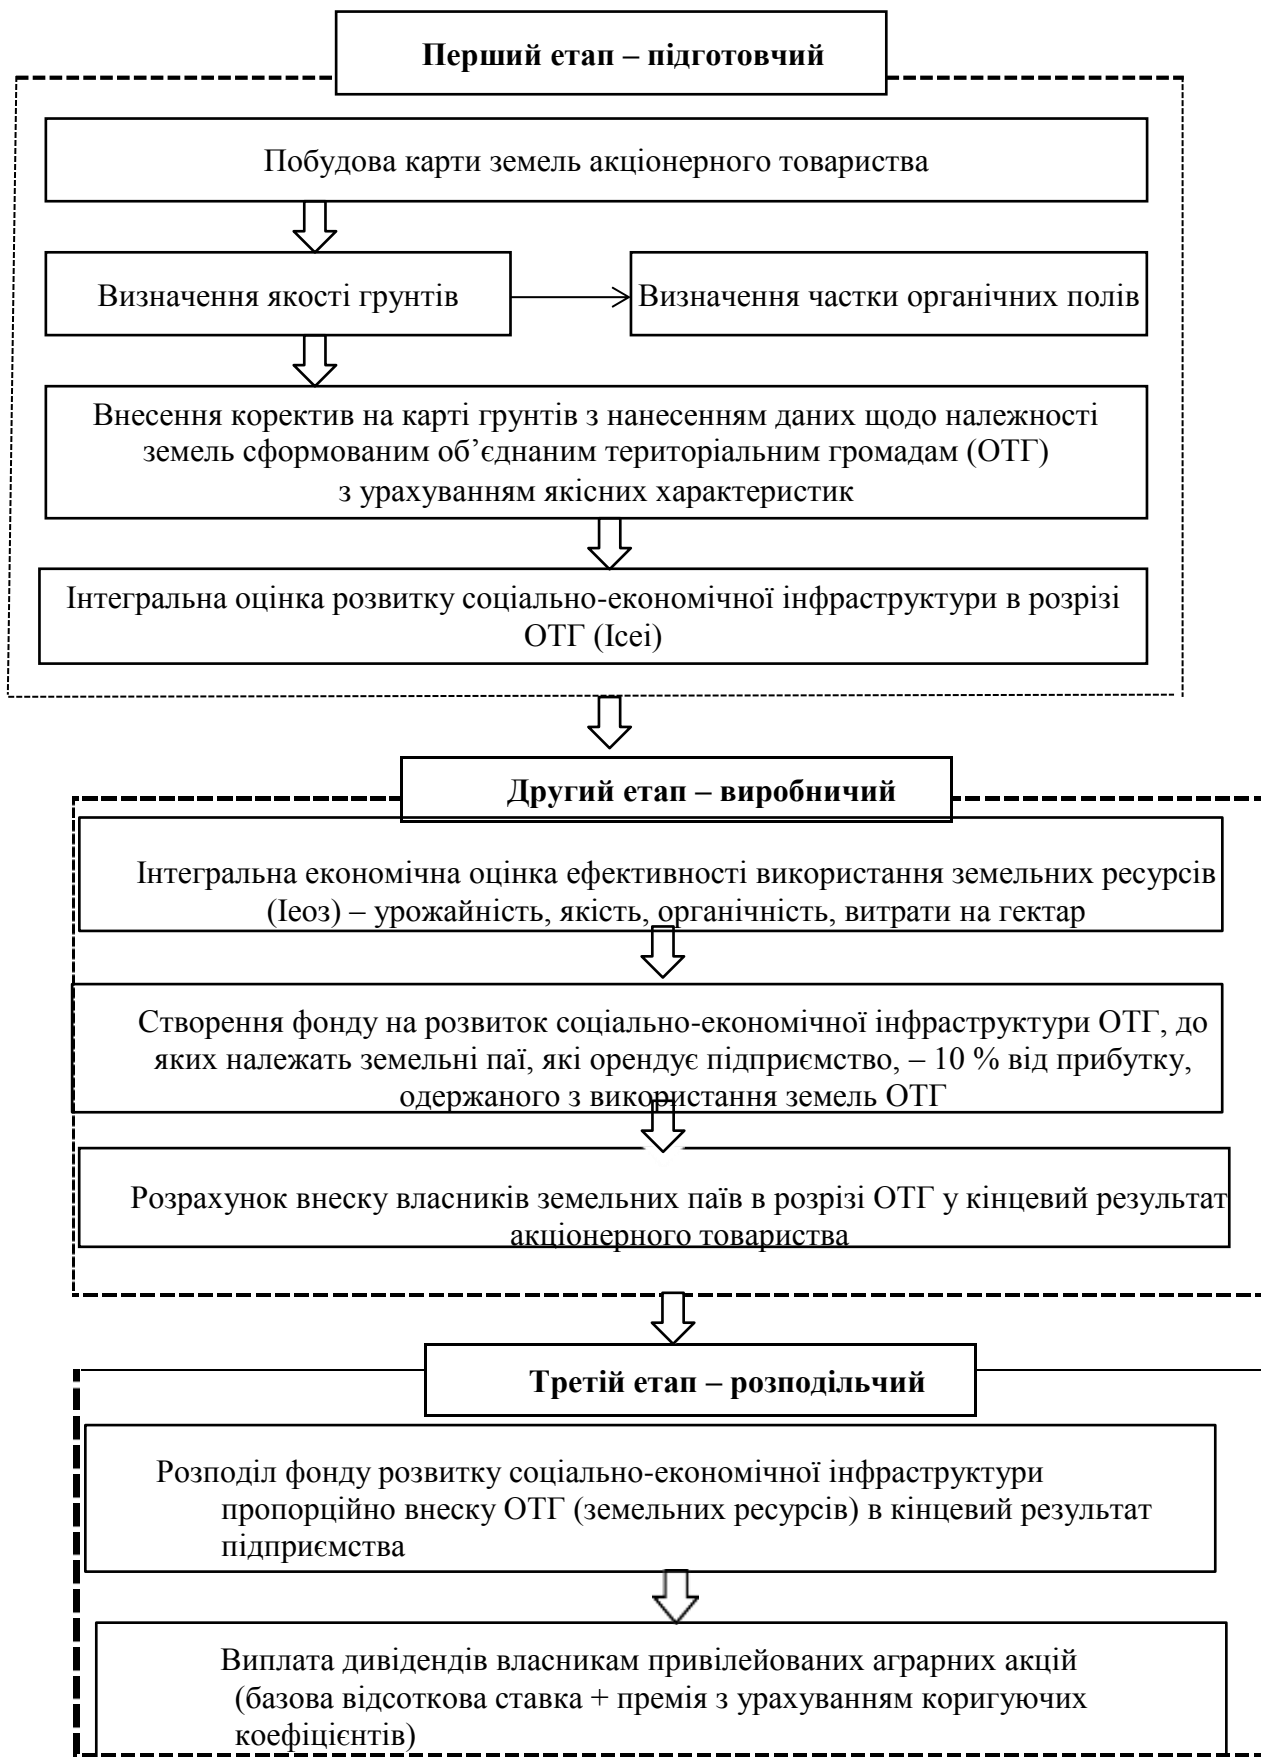 Перший етап – підготовчий
Побудова карти земель акціонерного товариства
Визначення якості грунтів
Визначення частки органічних полів
Внесення коректив на карті грунтів з нанесенням даних щодо належності
земель сформованим об’єднаним територіальним громадам (ОТГ)
з урахуванням якісних характеристик
Інтегральна оцінка розвитку соціально-економічної інфраструктури в розрізі
ОТГ (Ісеі)
Другий етап – виробничий
Інтегральна економічна оцінка ефективності використання земельних ресурсів
(Іеоз) – урожайність, якість, органічність, витрати на гектар
Створення фонду на розвиток соціально-економічної інфраструктури ОТГ, до
яких належать земельні паї, які орендує підприємство, – 10 % від прибутку,
одержаного з використання земель ОТГ
Розрахунок внеску власників земельних паїв в розрізі ОТГ у кінцевий результат
акціонерного товариства
Третій етап – розподільчий
Розподіл фонду розвитку соціально-економічної інфраструктури
пропорційно внеску ОТГ (земельних ресурсів) в кінцевий результат
підприємства
Виплата дивідендів власникам привілейованих аграрних акцій
(базова відсоткова ставка + премія з урахуванням коригуючих
коефіцієнтів)